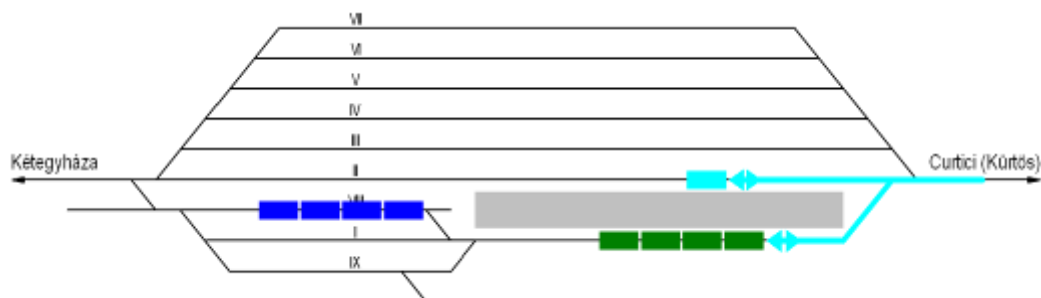 VII
VI
V
IV
III
Kétegyháza
II
Curtici (Kürtös)
VIII
I
IX